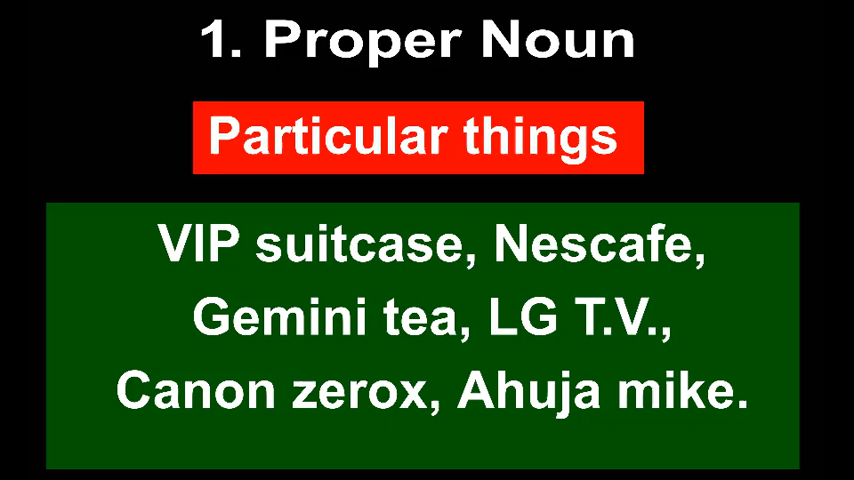 1. Proper Noun
Particular things
VIP suitcase, Nescafe,
Gemini tea, LG T.V.,
Canon zerox, Ahuja mike.